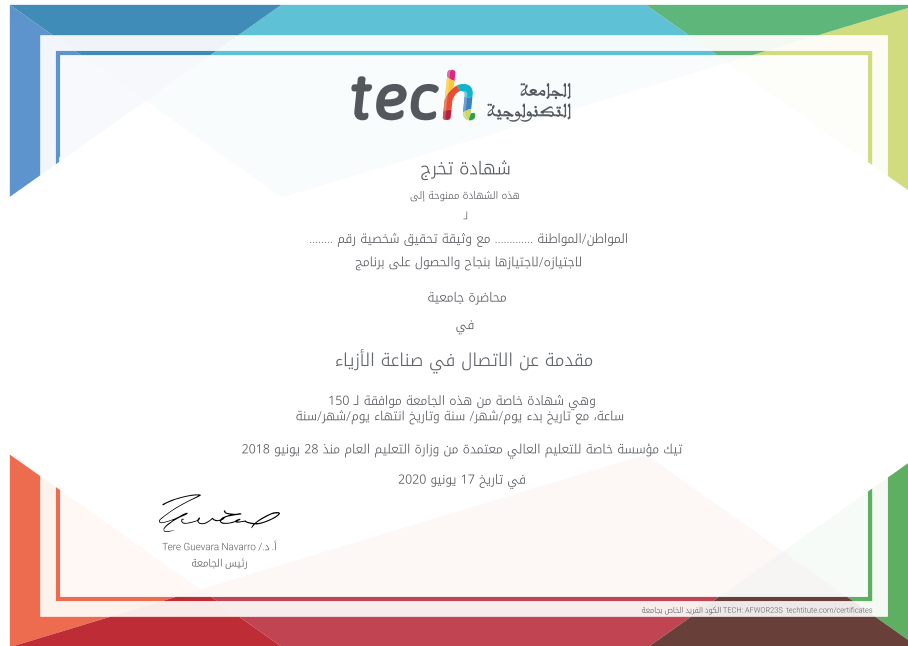 tech الجامعة
التكنولوجية
شهادة تخرج
هذه الشهادة ممنوحة إلى
لـ
المواطن/المواطنة ............ مع وثيقة تحقيق شخصية رقم ........
لاجتيازه/لاجتيازها بنجاح والحصول على برنامج
محاضرة جامعية
في
مقدمة عن الاتصال في صناعة الأزياء
وهي شهادة خاصة من هذه الجامعة موافقة لـ 150
ساعة، مع تاريخ بدء يوم/شهر/ سنة وتاريخ انتهاء يوم/شهر/سنة
تيك مؤسسة خاصة للتعليم العالي معتمدة من وزارة التعليم العام منذ 28 يونيو 2018
في تاريخ 17 يونيو 2020
أ. د./ Tere Guevara Navarro
رئيس الجامعة
الكود الفريد الخاص بجامعة TECH: AFWOR23S techtitute.com/certificates